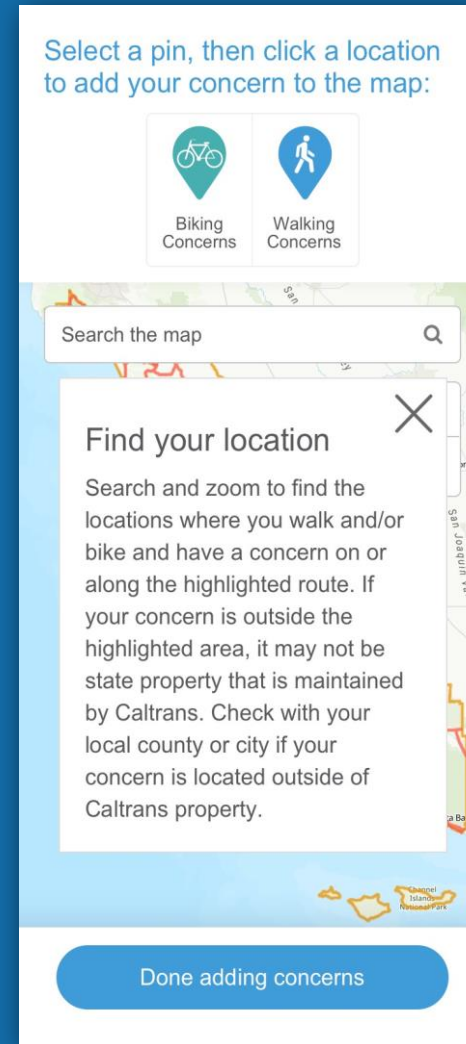 Select a pin, then click a location
to add your concern to the map:
Biking
Concerns
Walking
Concerns
San
Search the map
ey
Find your location
Search and zoom to find the
locations where you walk and/or
bike and have a concern on or
along the highlighted route. If
your concern is outside the
highlighted area, it may not be
state property that is maintained
by Caltrans. Check with your
local county or city if your
concern is located outside of
Caltrans property.
San Joaquin Va
a Ba
Channel
Islands
National Park
Done adding concerns